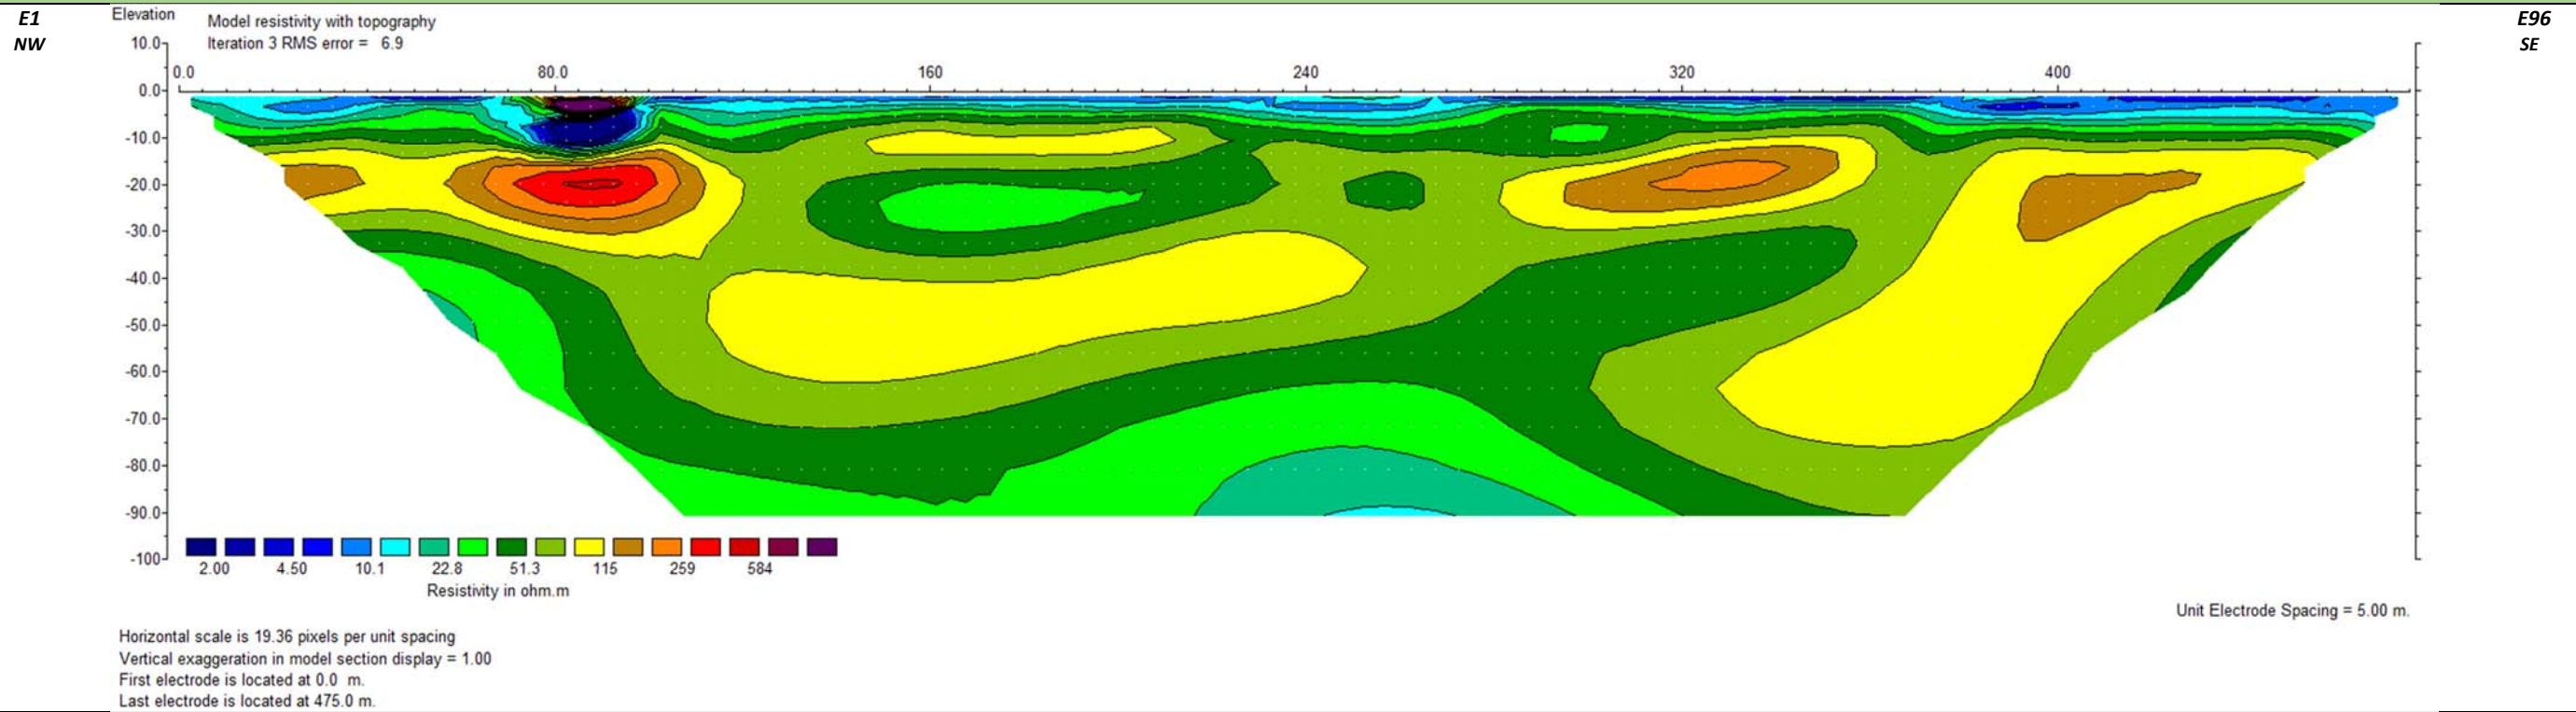 E1
NW
E96
SE
Elevation
Model resistivity with topography
Iteration 3 RMS error = 6.9
10.0
0.0 80.0 160 240 320 400
0.0
-10.0
-20.0
-30.0
-40.0
-50.0
-60.0
-70.0
-80.0
-90.0
-100
2.00 4.50 10.1 22.8 51.3 115 259 584
Resistivity in ohm.m
Unit Electrode Spacing = 5.00 m.
Horizontal scale is 19.36 pixels per unit spacing
Vertical exaggeration in model section display = 1.00
First electrode is located at 0.0 m.
Last electrode is located at 475.0 m.